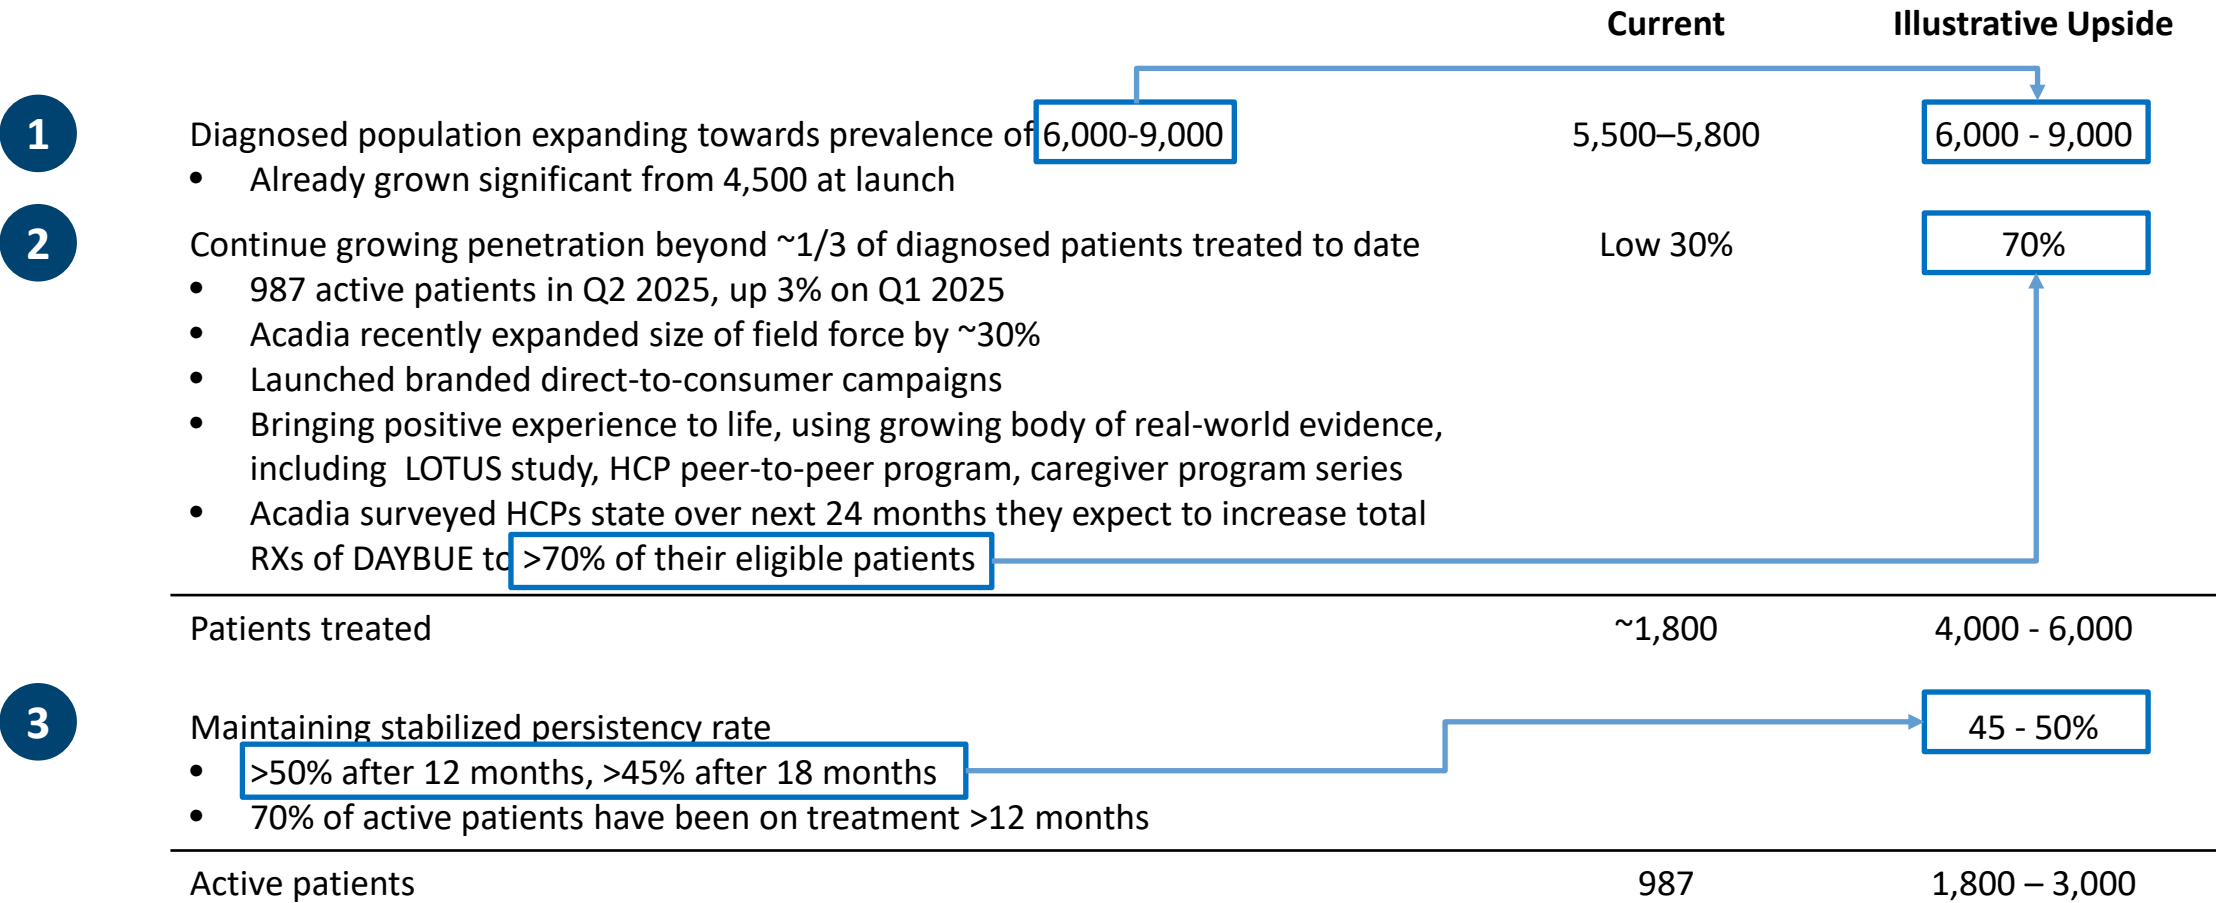 Current Illustrative Upside
1 Diagnosed population expanding towards prevalence of 6,000-9,000 5,500–5,800 6,000 - 9,000
• Already grown significant from 4,500 at launch
2 Continue growing penetration beyond ~1/3 of diagnosed patients treated to date Low 30% 70%
• 987 active patients in Q2 2025, up 3% on Q1 2025
• Acadia recently expanded size of field force by ~30%
• Launched branded direct-to-consumer campaigns
• Bringing positive experience to life, using growing body of real-world evidence,
including LOTUS study, HCP peer-to-peer program, caregiver program series
• Acadia surveyed HCPs state over next 24 months they expect to increase total
RXs of DAYBUE to >70% of their eligible patients
Patients treated ~1,800 4,000 - 6,000
3 Maintaining stabilized persistency rate 45 - 50%
• >50% after 12 months, >45% after 18 months
• 70% of active patients have been on treatment >12 months
Active patients 987 1,800 – 3,000